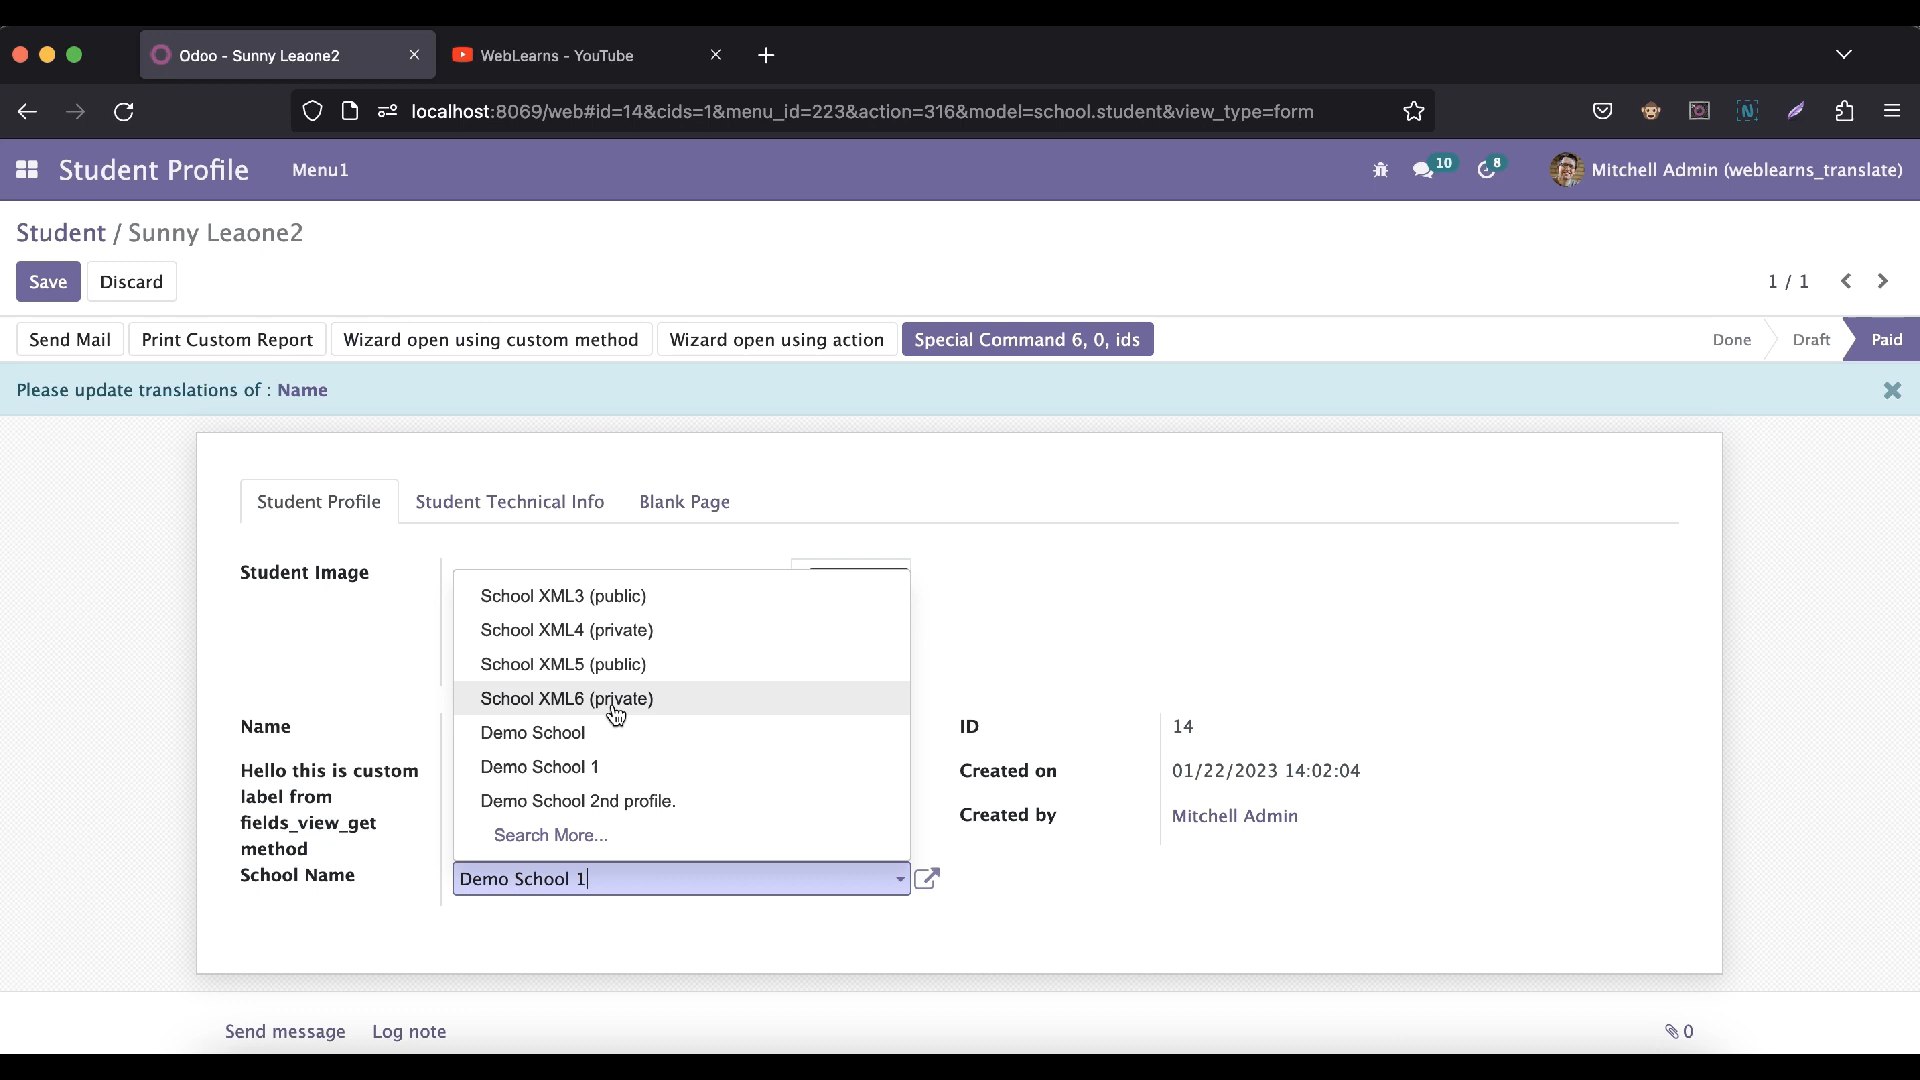 Odoo - Sunny Leaone2
WebLearns - YouTube
localhost:8069/web#id=14&cids=1&menu_id=223&action=316&model=school.student&view_type=form
Student Profile Menu1 10 8 Mitchell Admin (weblearns_translate)
Student / Sunny Leaone2
Save Discard 1 / 1
Send Mail Print Custom Report Wizard open using custom method Wizard open using action Special Command 6, 0, ids Done Draft Paid
Please update translations of : Name
Student Profile Student Technical Info Blank Page
Student Image
School XML3 (public)
School XML4 (private)
School XML5 (public)
School XML6 (private)
Demo School
Demo School 1
Demo School 2nd profile.
Search More...
Name
Hello this is custom
label from
fields_view_get
method
School Name Demo School 1
ID 14
Created on 01/22/2023 14:02:04
Created by Mitchell Admin
Send message Log note 0